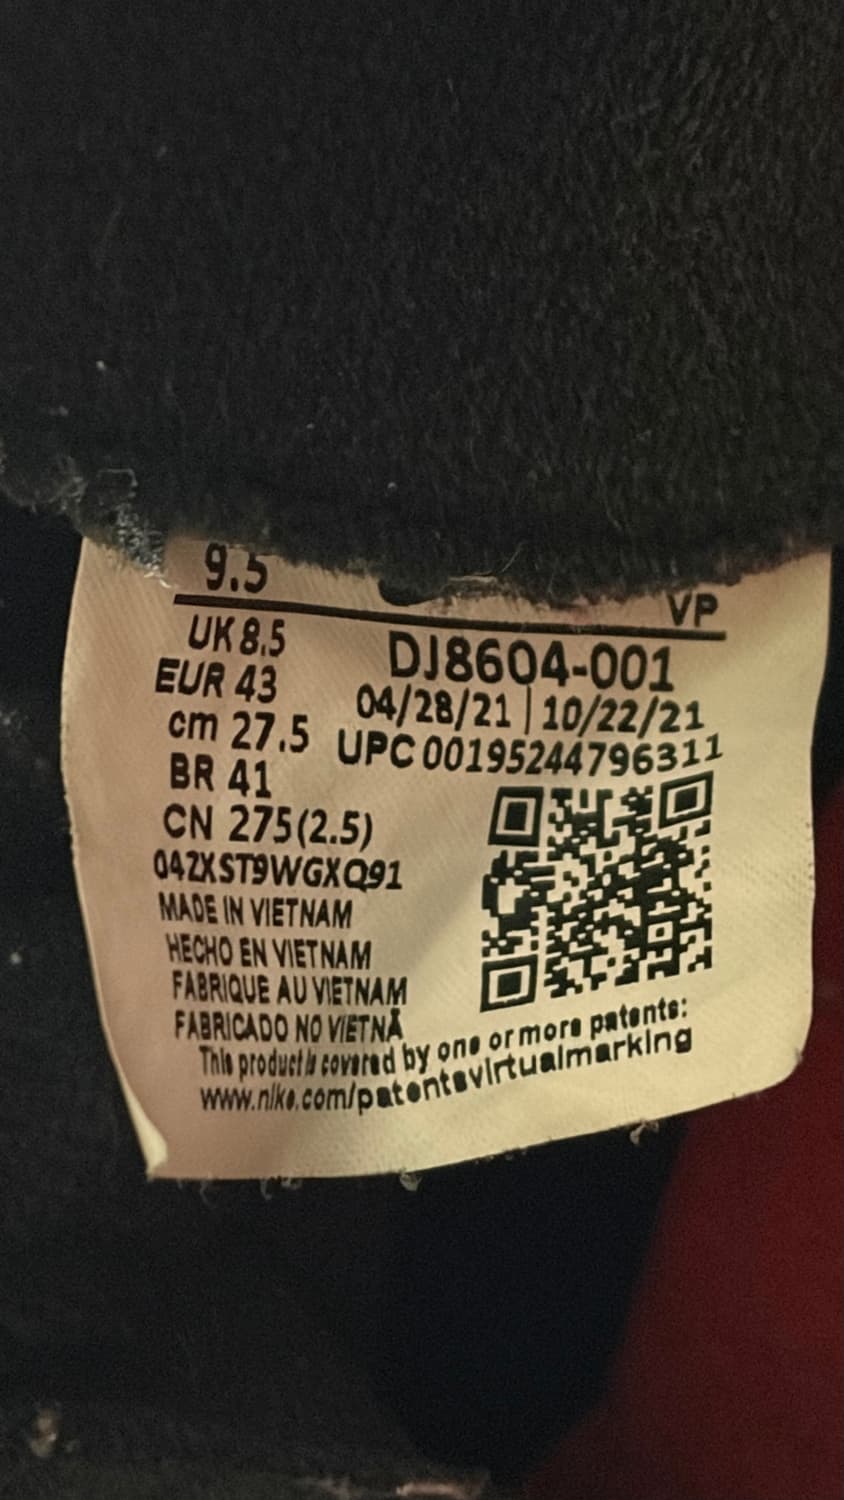 9.5
VP
UK 8.5
EUR 43
cm 27.5
BR 41
CN 275(2.5)
DJ8604-001
04/28/21 | 10/22/21
UPC 00195244796311
04ZXST9WGXQ91
MADE IN VIETNAM
HECHO EN VIETNAM
FABRIQUE AU VIETNAM
FABRICADO NO VIETNÃ
This product is covered by one or more patents:
www.nike.com/patentsvirtualmarking